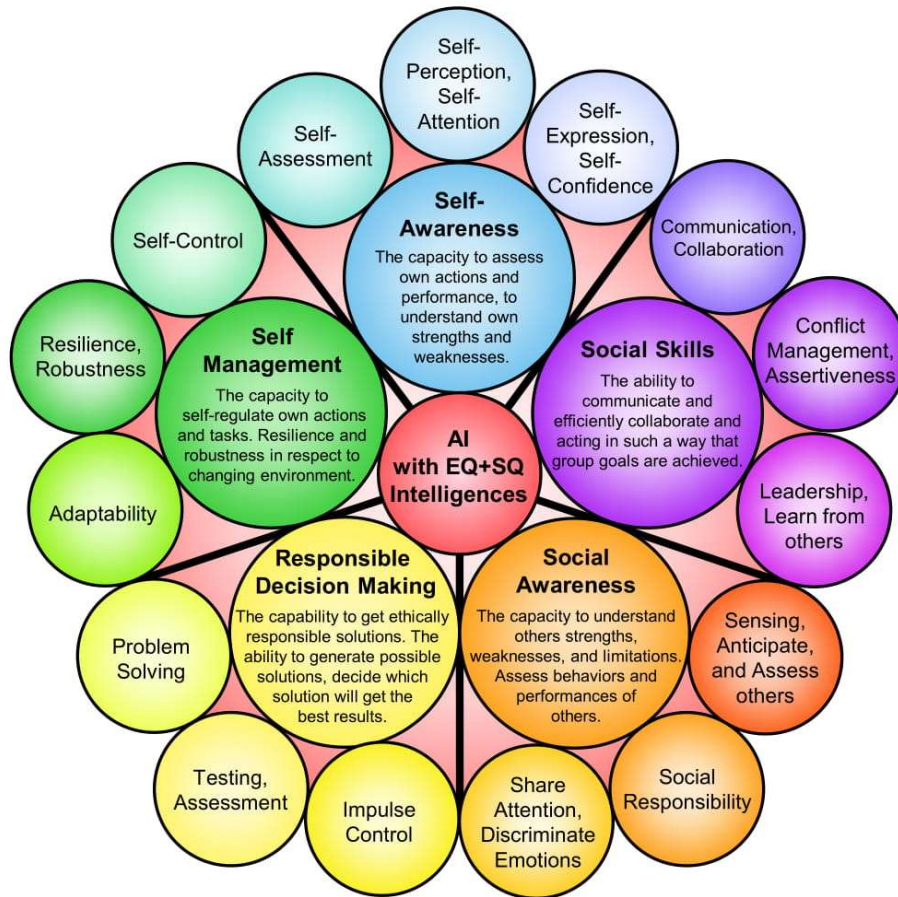 Self-
Perception,
Self-
Attention
Self-
Expression,
Self-
Confidence
Self-
Assessment
Self-
Awareness
The capacity to assess
own actions and
performance, to
understand own
strengths and
weaknesses.
Communication,
Collaboration
Conflict
Management,
Assertiveness
Leadership,
Learn from
others
Social Skills
The ability to
communicate and
efficiently collaborate and
acting in such a way that
group goals are achieved.
Self-Control
Resilience,
Robustness
Adaptability
Self
Management
The capacity to
self-regulate own actions
and tasks. Resilience and
robustness in respect to
changing environment.
AI
with EQ+SQ
Intelligences
Responsible
Decision Making
The capability to get ethically
responsible solutions. The
ability to generate possible
solutions, decide which
solution will get the
best results.
Problem
Solving
Testing,
Assessment
Impulse
Control
Social
Awareness
The capacity to understand
others strengths,
weaknesses, and limitations.
Assess behaviors and
performances of
others.
Sensing,
Anticipate,
and Assess
others
Social
Responsibility
Share
Attention,
Discriminate
Emotions